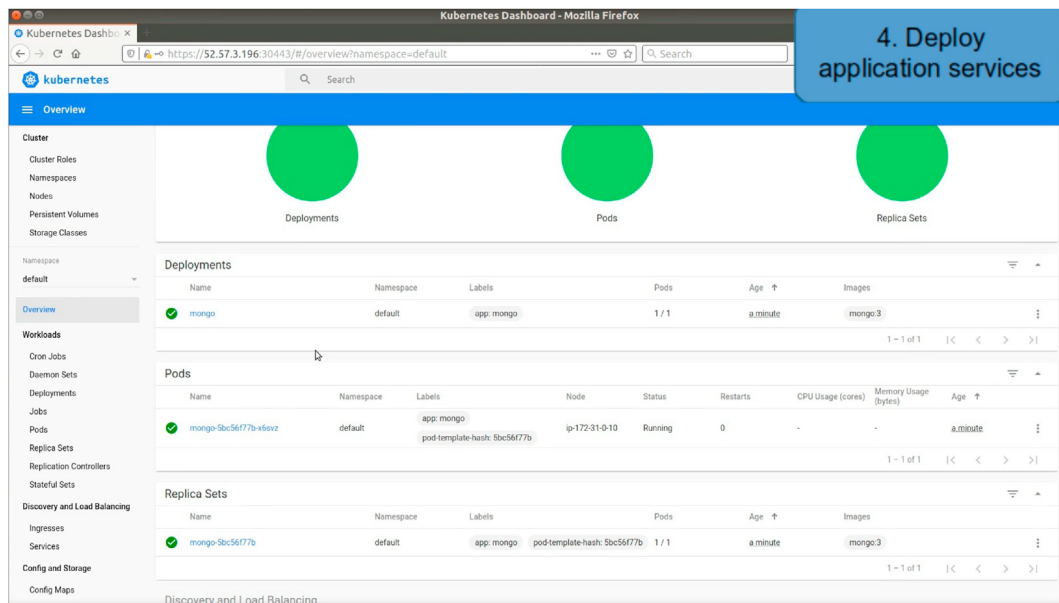 Kubernetes Dashboard - Mozilla Firefox
Kubernetes Dashbo ×
https://52.57.3.196:30443/#/overview?namespace=default
Search
4. Deploy
application services
kubernetes
Search
Overview
Cluster
Cluster Roles
Namespaces
Nodes
Persistent Volumes
Storage Classes
Namespace
default
Overview
Workloads
Cron Jobs
Daemon Sets
Deployments
Jobs
Pods
Replica Sets
Replication Controllers
Stateful Sets
Discovery and Load Balancing
Ingresses
Services
Config and Storage
Config Maps
Deployments Pods Replica Sets
Deployments
Name Namespace Labels Pods Age Images
mongo default app: mongo 1 / 1 a minute mongo:3
1 – 1 of 1
Pods
Name Namespace Labels Node Status Restarts CPU Usage (cores) Memory Usage (bytes) Age
mongo-5bc56f77b-x6svz default app: mongo pod-template-hash: 5bc56f77b ip-172-31-0-10 Running 0 - - a minute
1 – 1 of 1
Replica Sets
Name Namespace Labels Pods Age Images
mongo-5bc56f77b default app: mongo pod-template-hash: 5bc56f77b 1 / 1 a minute mongo:3
1 – 1 of 1
Discovery and Load Balancing